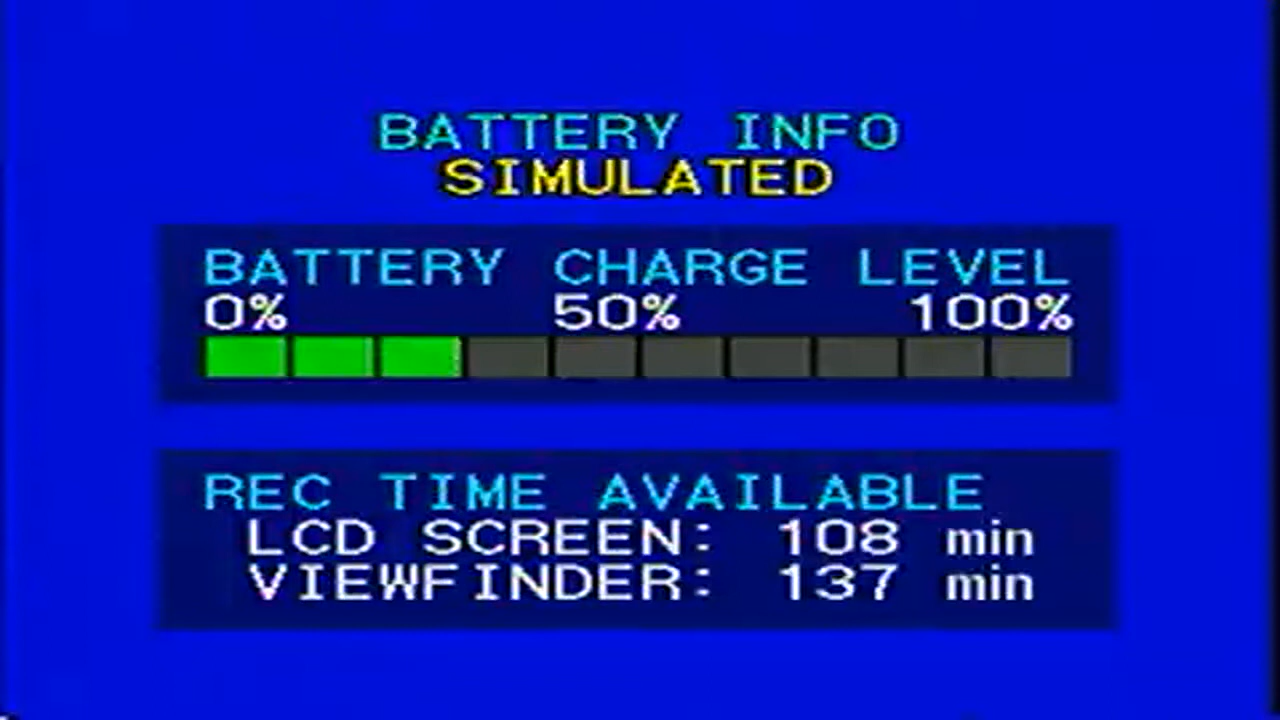 BATTERY INFO
SIMULATED
BATTERY CHARGE LEVEL
0% 50% 100%
REC TIME AVAILABLE
LCD SCREEN: 108 min
VIEWFINDER: 137 min